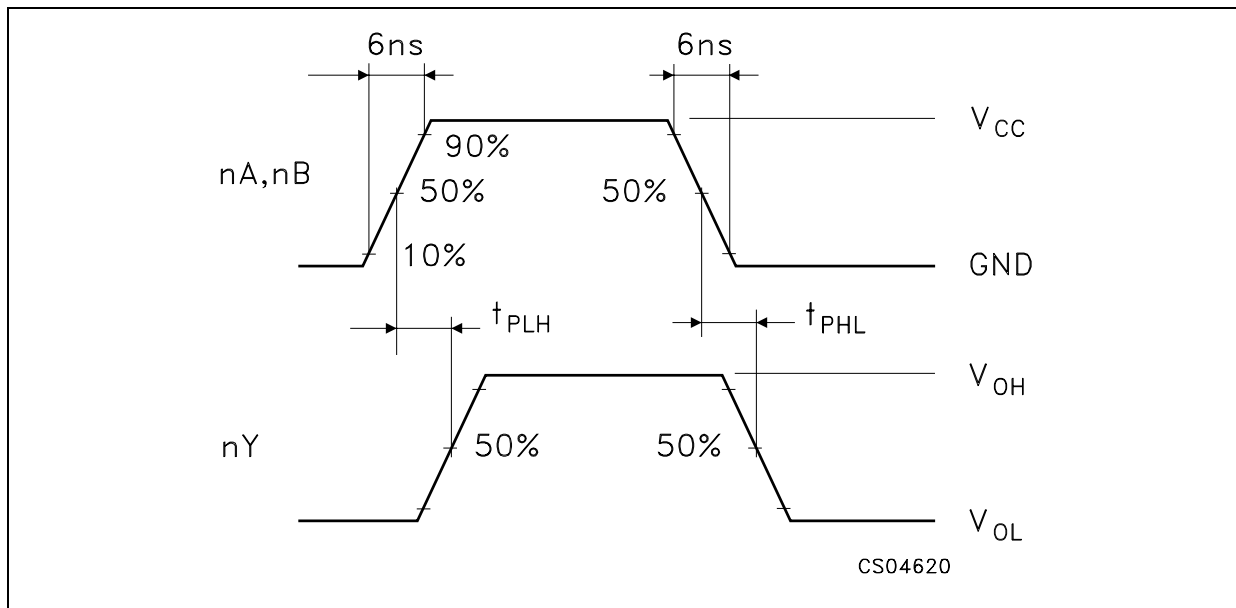 6ns 6ns
V_CC
90%
nA,nB 50% 50%
10%
GND
t_PLH t_PHL
V_OH
nY 50% 50%
V_OL
CS04620